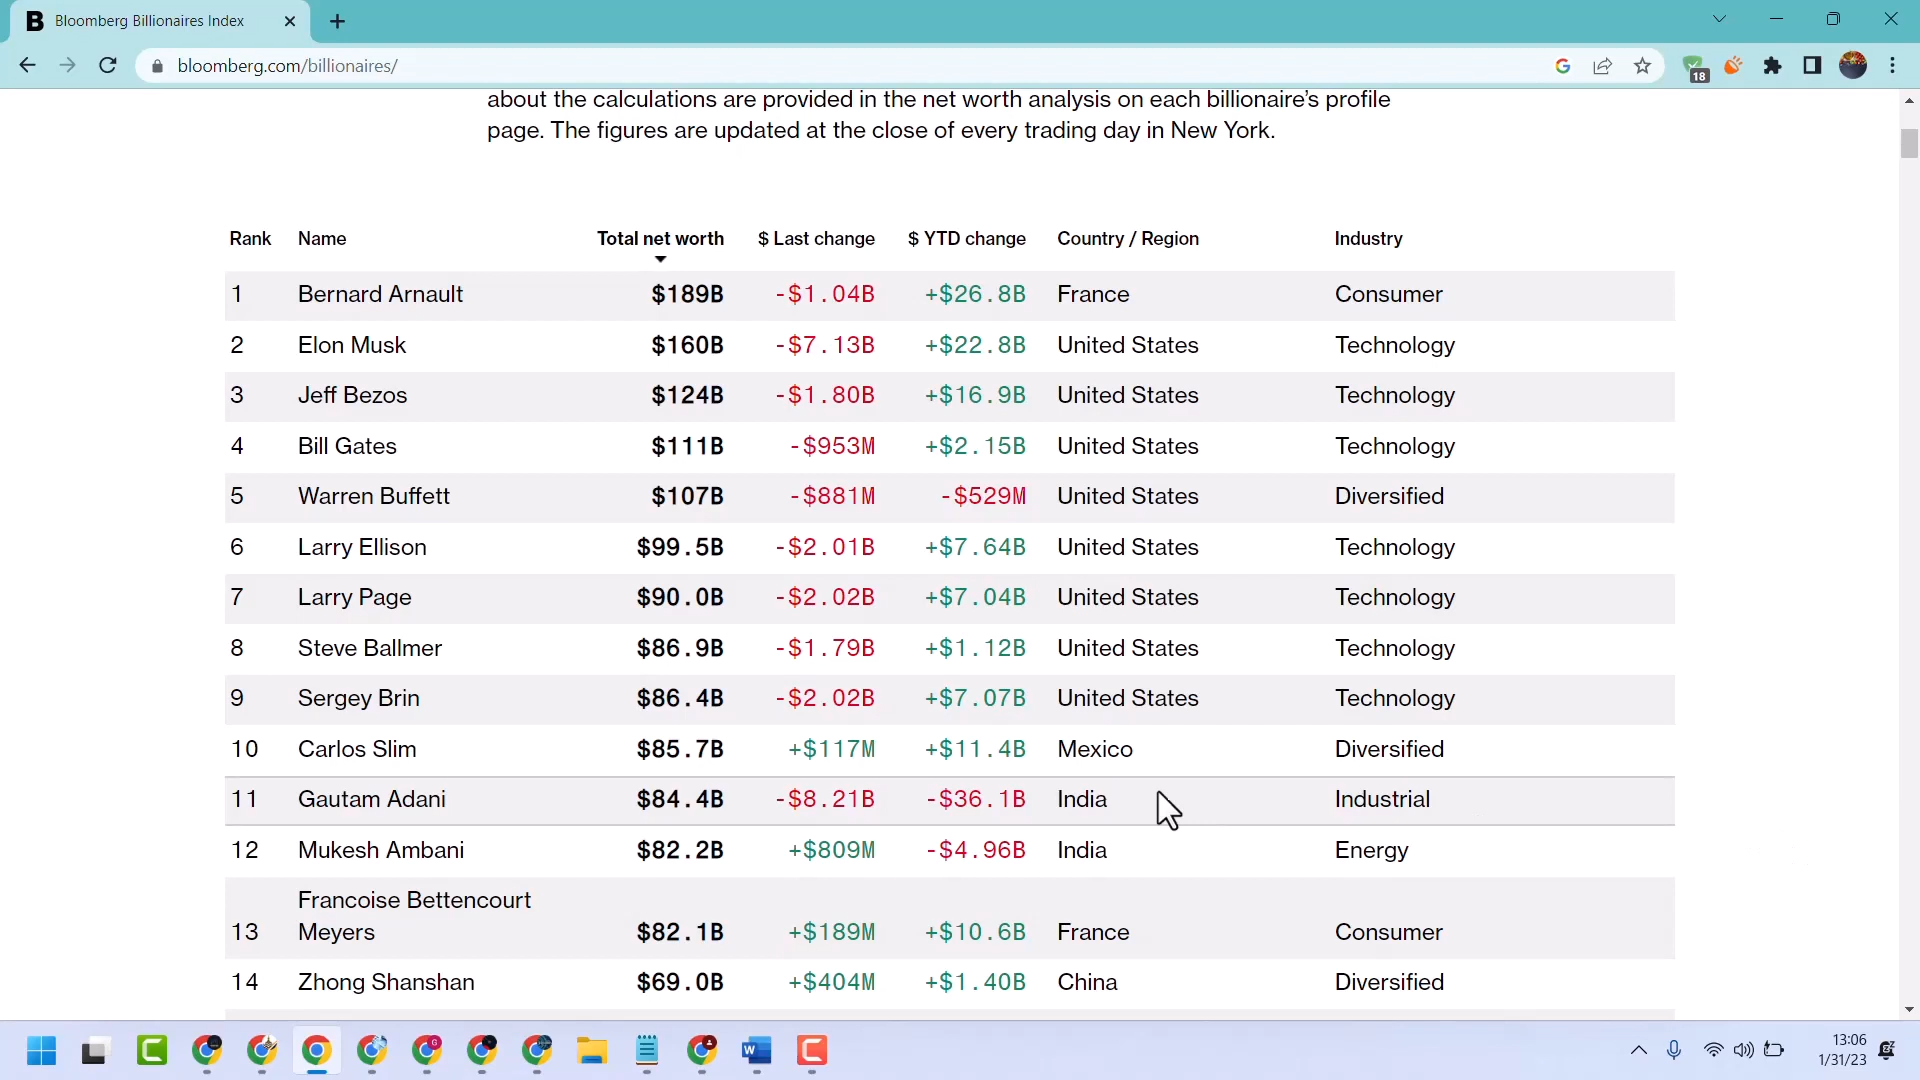 B Bloomberg Billionaires Index
bloomberg.com/billionaires/
18
about the calculations are provided in the net worth analysis on each billionaire’s profile
page. The figures are updated at the close of every trading day in New York.
Rank Name Total net worth $ Last change $ YTD change Country / Region Industry
1 Bernard Arnault $189B -$1.04B +$26.8B France Consumer
2 Elon Musk $160B -$7.13B +$22.8B United States Technology
3 Jeff Bezos $124B -$1.80B +$16.9B United States Technology
4 Bill Gates $111B -$953M +$2.15B United States Technology
5 Warren Buffett $107B -$881M -$529M United States Diversified
6 Larry Ellison $99.5B -$2.01B +$7.64B United States Technology
7 Larry Page $90.0B -$2.02B +$7.04B United States Technology
8 Steve Ballmer $86.9B -$1.79B +$1.12B United States Technology
9 Sergey Brin $86.4B -$2.02B +$7.07B United States Technology
10 Carlos Slim $85.7B +$117M +$11.4B Mexico Diversified
11 Gautam Adani $84.4B -$8.21B -$36.1B India Industrial
12 Mukesh Ambani $82.2B +$809M -$4.96B India Energy
Francoise Bettencourt
13 Meyers $82.1B +$189M +$10.6B France Consumer
14 Zhong Shanshan $69.0B +$404M +$1.40B China Diversified
13:06
1/31/23